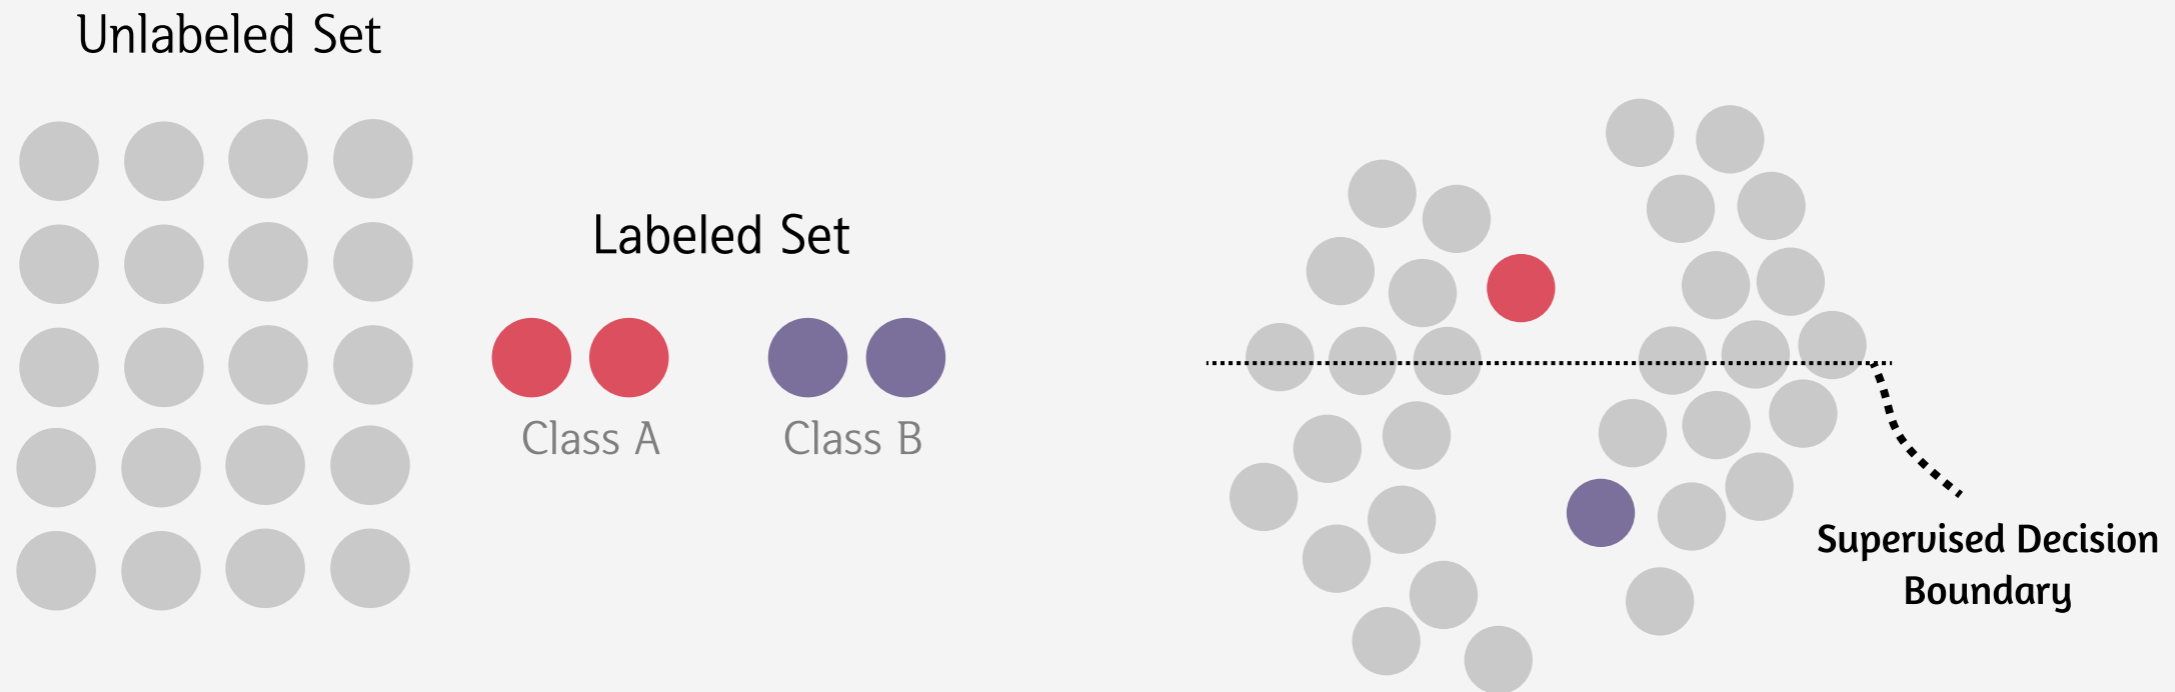 Unlabeled Set
Labeled Set
Class A
Class B
Supervised Decision
Boundary